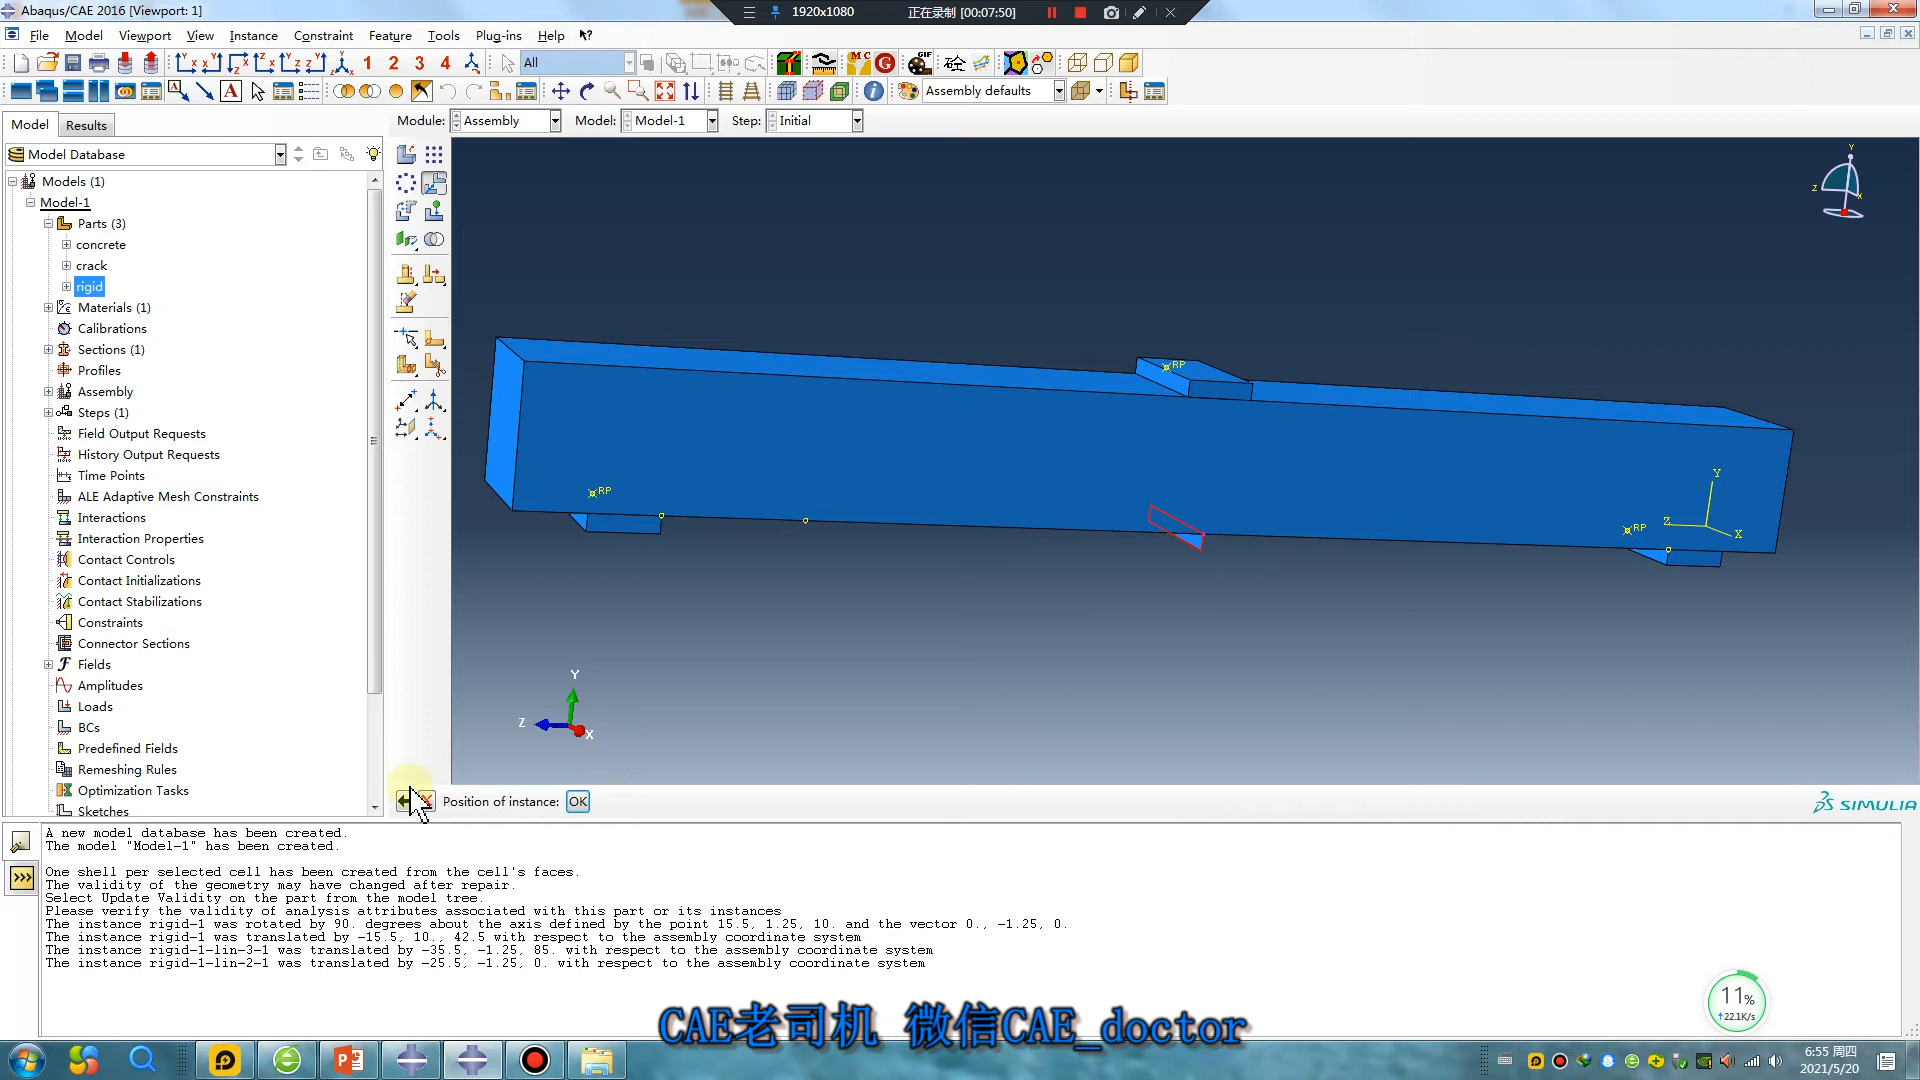 Abaqus/CAE 2016 [Viewport: 1]
1920x1080
正在录制 [00:07:50]
File Model Viewport View Instance Constraint Feature Tools Plug-ins Help
1 2 3 4
All
MC
G
GIF
砼
Assembly defaults
Model Results
Module: Assembly Model: Model-1 Step: Initial
Model Database
Models (1)
Model-1
Parts (3)
concrete
crack
rigid
Materials (1)
Calibrations
Sections (1)
Profiles
Assembly
Steps (1)
Field Output Requests
History Output Requests
Time Points
ALE Adaptive Mesh Constraints
Interactions
Interaction Properties
Contact Controls
Contact Initializations
Contact Stabilizations
Constraints
Connector Sections
Fields
Amplitudes
Loads
BCs
Predefined Fields
Remeshing Rules
Optimization Tasks
Sketches
Y
Z
X
RP
RP
RP
Y
Z
X
Y
Z
X
Position of instance: OK
SIMULIA
A new model database has been created.
The model "Model-1" has been created.
One shell per selected cell has been created from the cell's faces.
The validity of the geometry may have changed after repair.
Select Update Validity on the part from the model tree.
Please verify the validity of analysis attributes associated with this part or its instances
The instance rigid-1 was rotated by 90. degrees about the axis defined by the point 15.5, 1.25, 10. and the vector 0., -1.25, 0.
The instance rigid-1 was translated by -15.5, 10., 42.5 with respect to the assembly coordinate system
The instance rigid-1-lin-3-1 was translated by -35.5, -1.25, 85. with respect to the assembly coordinate system
The instance rigid-1-lin-2-1 was translated by -25.5, -1.25, 0. with respect to the assembly coordinate system
11%
↑22.1K/s
CAE老司机 微信CAE_doctor
6:55 周四
2021/5/20